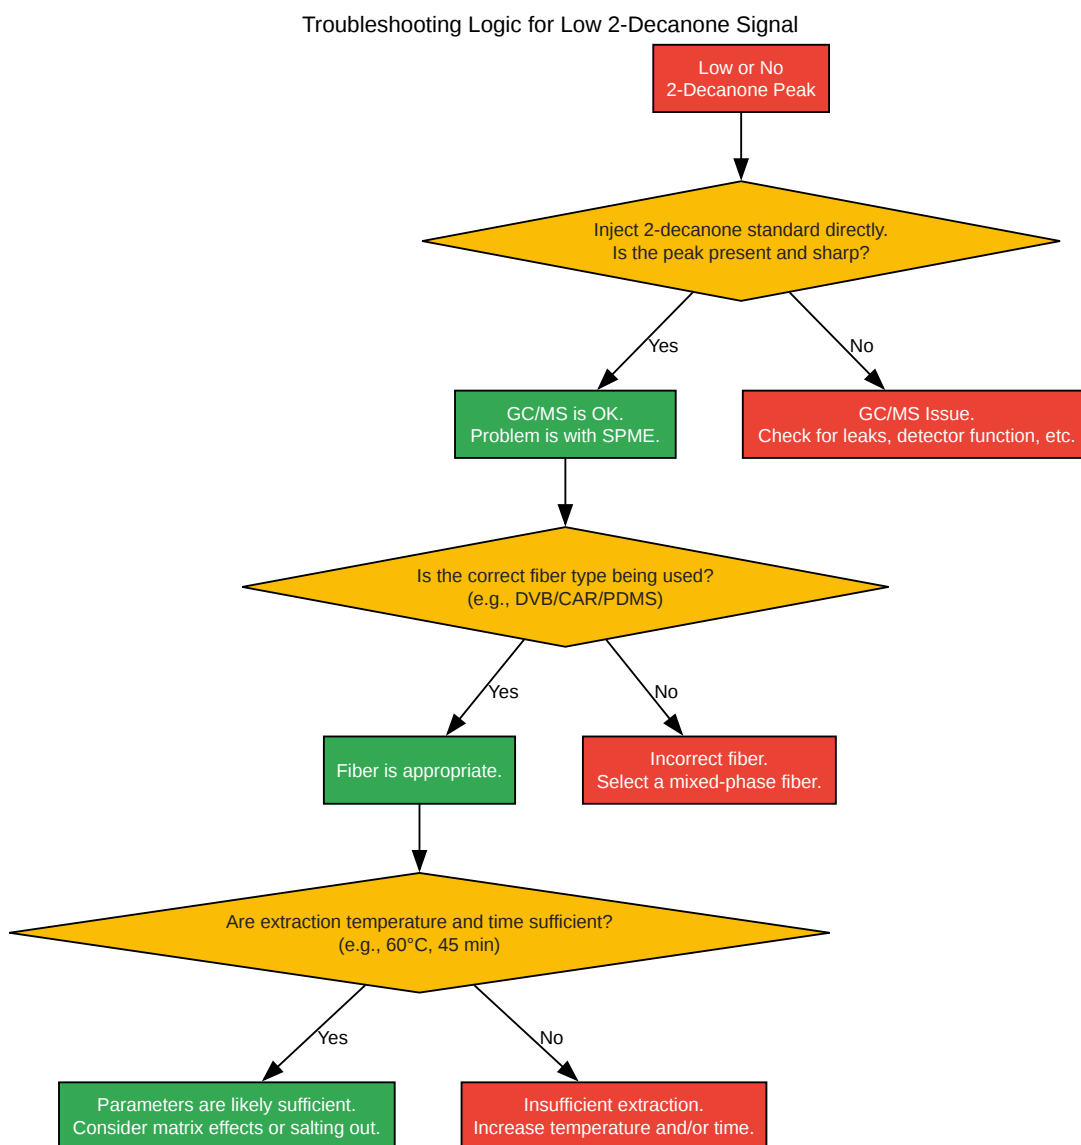 Troubleshooting Logic for Low 2-Decanone Signal
Low or No
2-Decanone Peak
Inject 2-decanone standard directly.
Is the peak present and sharp?
Yes
No
GC/MS is OK.
Problem is with SPME.
GC/MS Issue.
Check for leaks, detector function, etc.
Is the correct fiber type being used?
(e.g., DVB/CAR/PDMS)
Yes
No
Fiber is appropriate.
Incorrect fiber.
Select a mixed-phase fiber.
Are extraction temperature and time sufficient?
(e.g., 60°C, 45 min)
Yes
No
Parameters are likely sufficient.
Consider matrix effects or salting out.
Insufficient extraction.
Increase temperature and/or time.